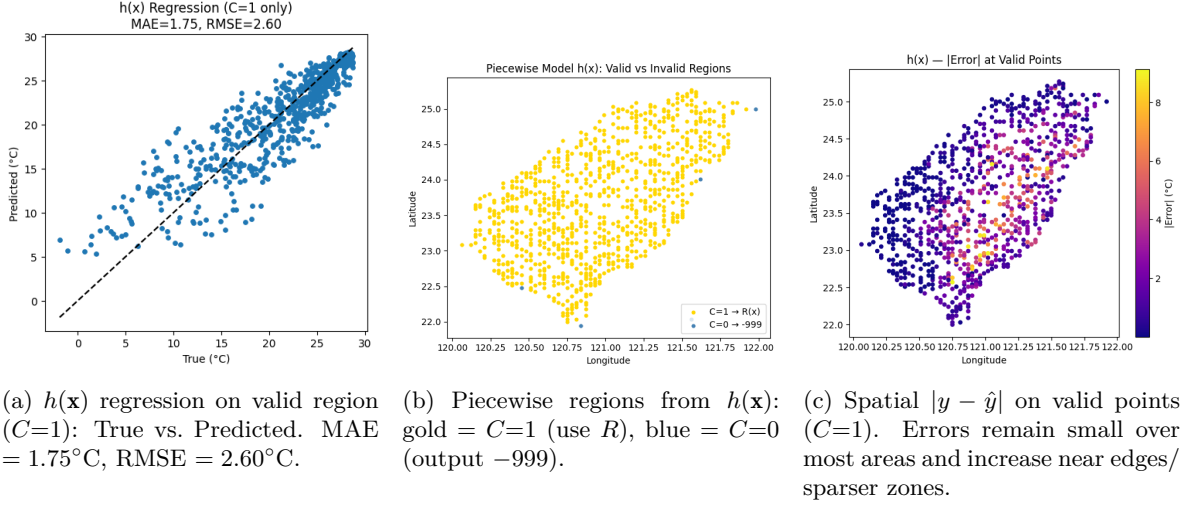 h(x) Regression (C=1 only)
MAE=1.75, RMSE=2.60
30
25
20
15
10
5
0
Predicted (°C)
0 5 10 15 20 25 30
True (°C)
Piecewise Model h(x): Valid vs Invalid Regions
25.0
24.5
24.0
23.5
23.0
22.5
22.0
Latitude
C=1 → R(x)
C=0 → -999
120.00 120.25 120.50 120.75 121.00 121.25 121.50 121.75 122.00
Longitude
h(x) — |Error| at Valid Points
25.0
24.5
24.0
23.5
23.0
22.5
22.0
Latitude
120.00 120.25 120.50 120.75 121.00 121.25 121.50 121.75 122.00
Longitude
8
6
4
2
|Error| (°C)
(a) h(x) regression on valid region
(C=1): True vs. Predicted. MAE
= 1.75°C, RMSE = 2.60°C.
(b) Piecewise regions from h(x):
gold = C=1 (use R), blue = C=0
(output −999).
(c) Spatial |y − ŷ| on valid points
(C=1). Errors remain small over
most areas and increase near edges/
sparser zones.